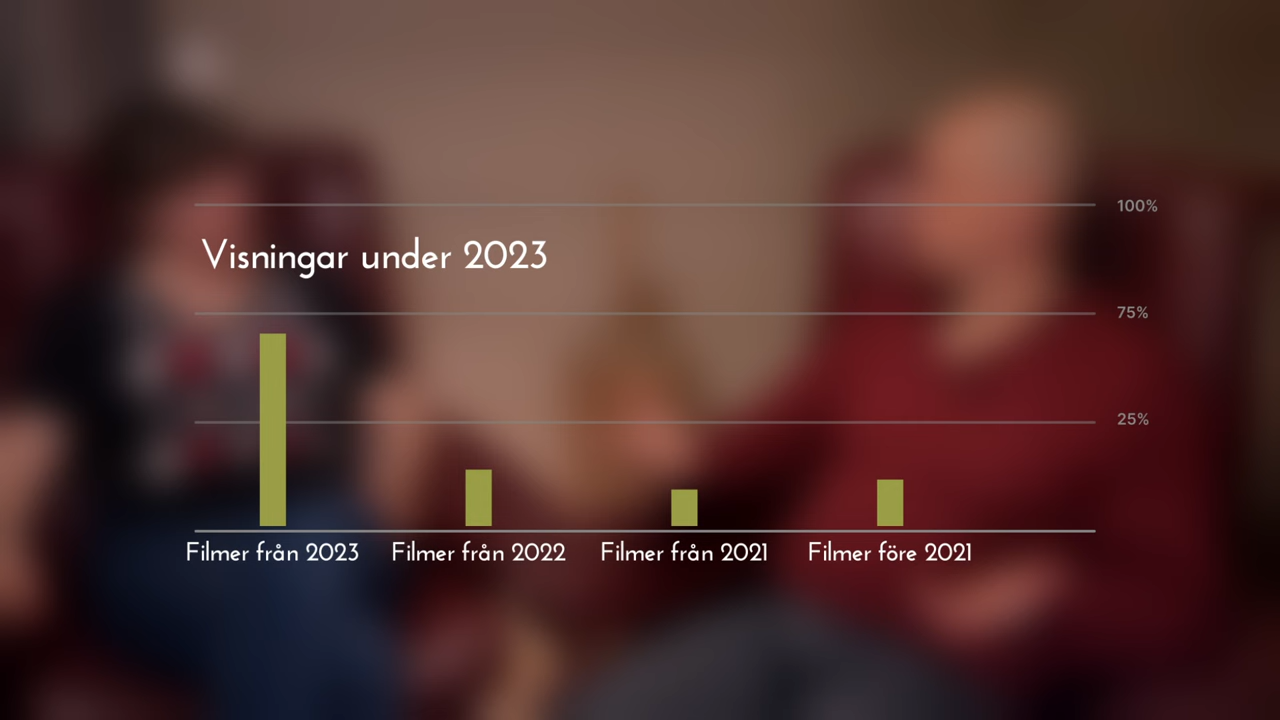 100%
Visningar under 2023
75%
25%
Filmer från 2023
Filmer från 2022
Filmer från 2021
Filmer före 2021